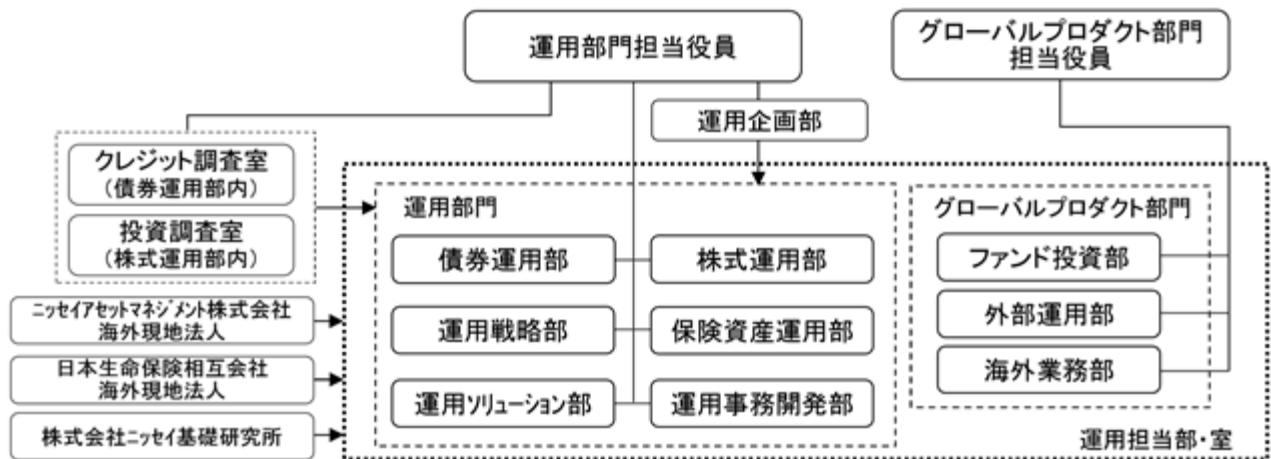 運用部門担当役員
グローバルプロダクト部門
担当役員
運用企画部
クレジット調査室
（債券運用部内）
投資調査室
（株式運用部内）
ニッセイアセットマネジメント株式会社
海外現地法人
日本生命保険相互会社
海外現地法人
株式会社ニッセイ基礎研究所
運用部門
債券運用部
株式運用部
運用戦略部
保険資産運用部
運用ソリューション部
運用事務開発部
グローバルプロダクト部門
ファンド投資部
外部運用部
海外業務部
運用担当部・室